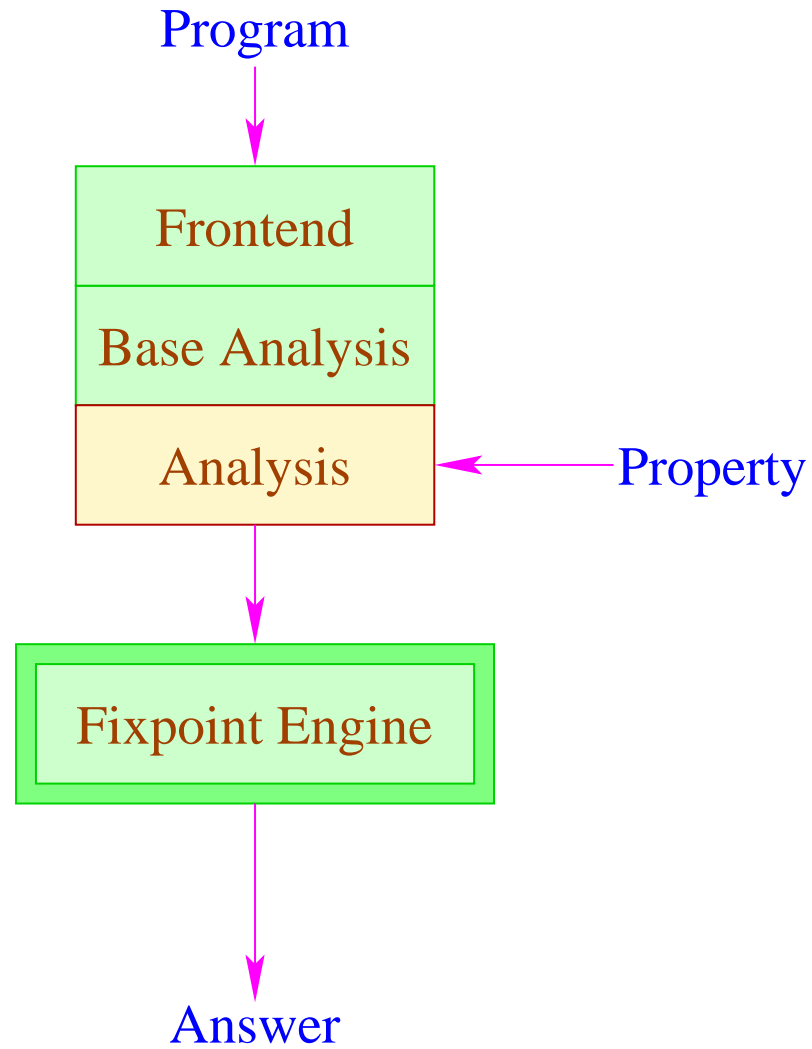 Program
Frontend
Base Analysis
Analysis
Property
Fixpoint Engine
Answer